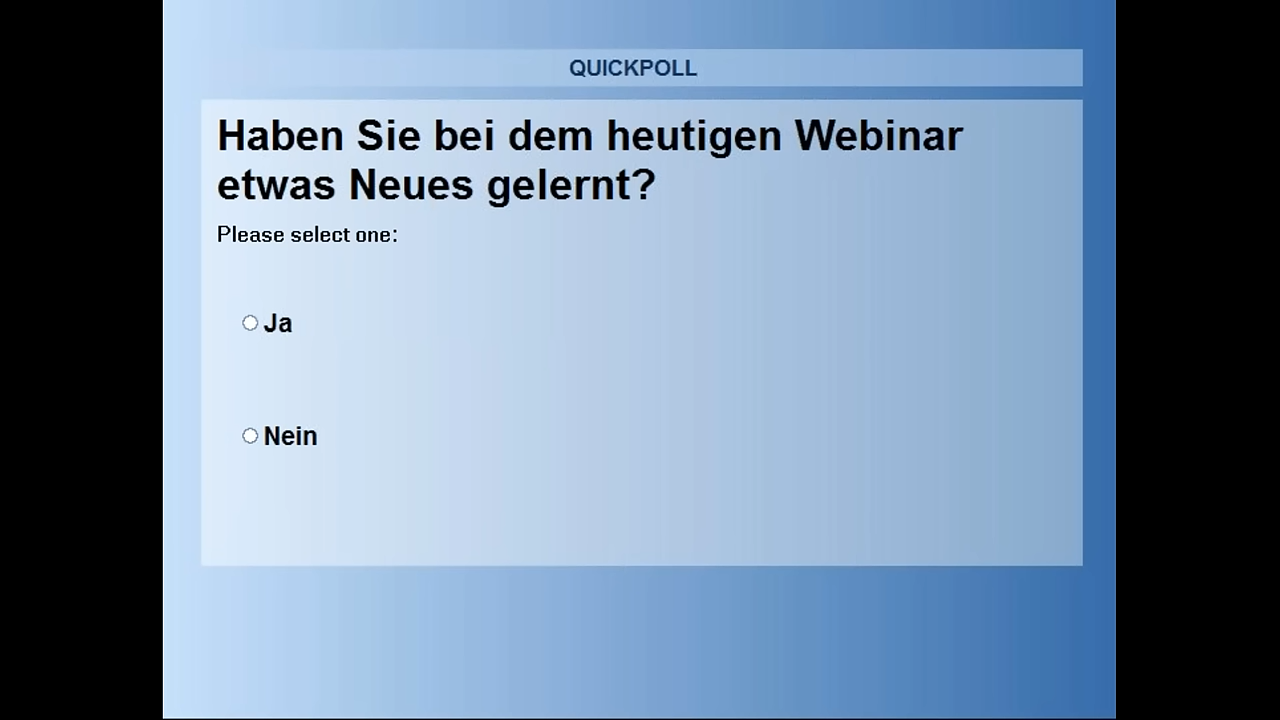 QUICKPOLL
Haben Sie bei dem heutigen Webinar
etwas Neues gelernt?
Please select one:
Ja
Nein